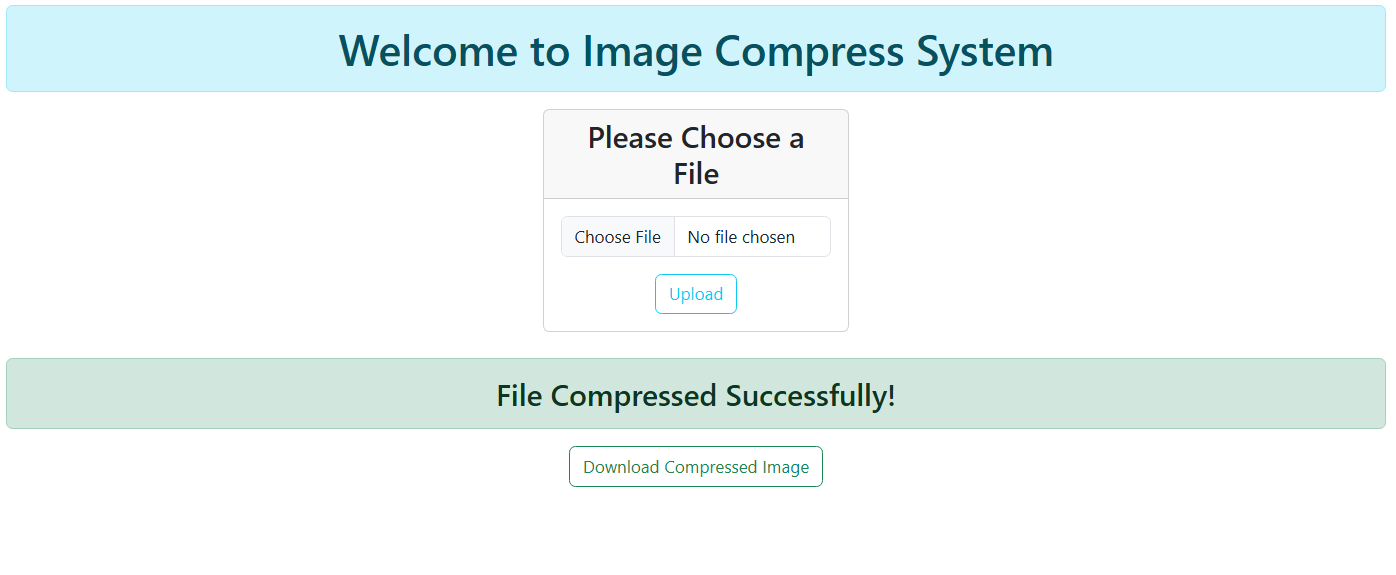 Welcome to Image Compress System
Please Choose a
File
Choose File No file chosen
Upload
File Compressed Successfully!
Download Compressed Image